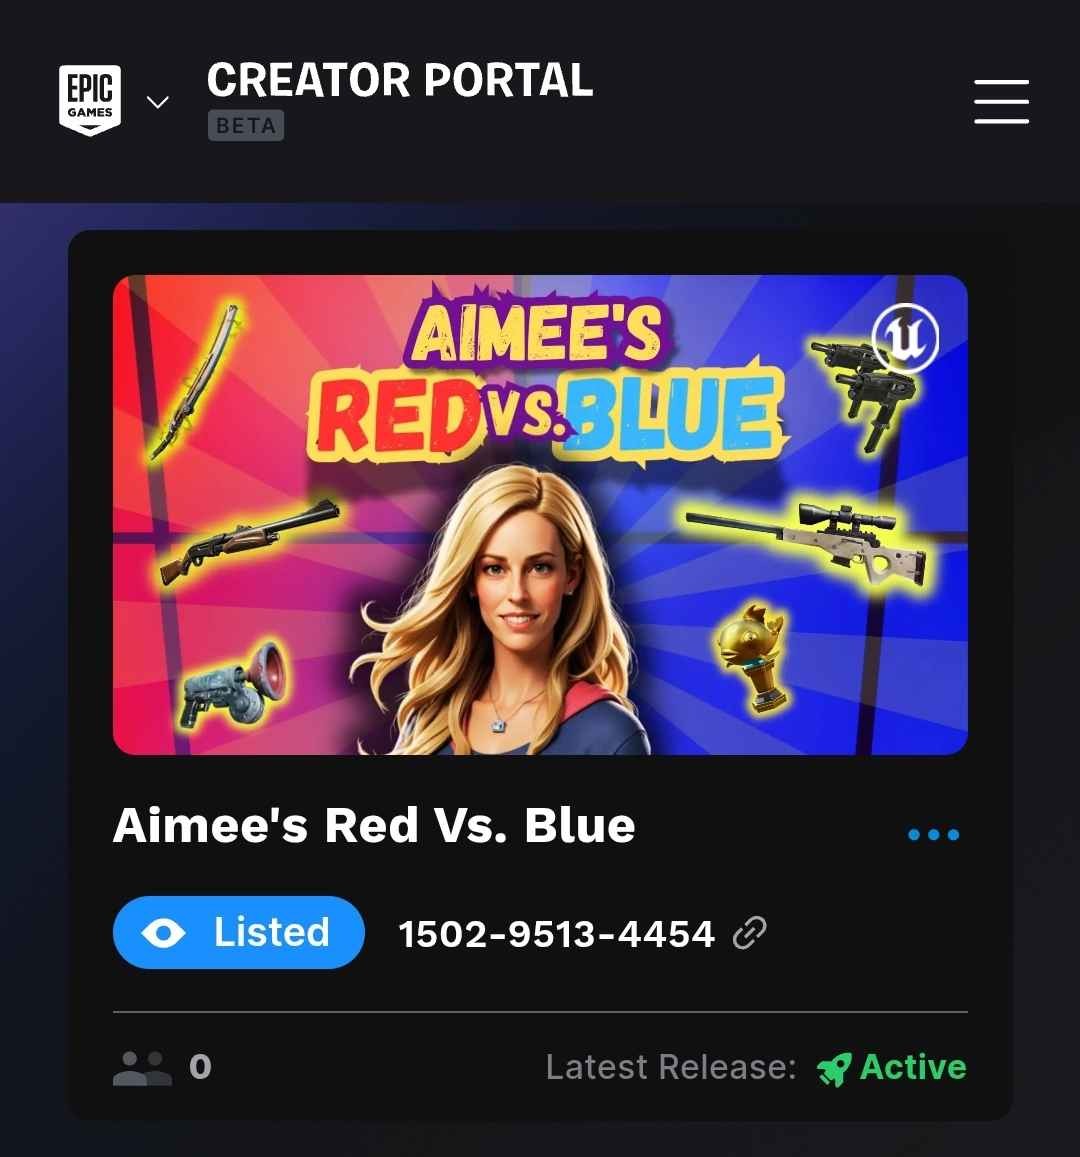 EPIC
GAMES
CREATOR PORTAL
BETA
AIMEE'S
RED VS. BLUE
Aimee's Red Vs. Blue
Listed
1502-9513-4454
0
Latest Release: Active